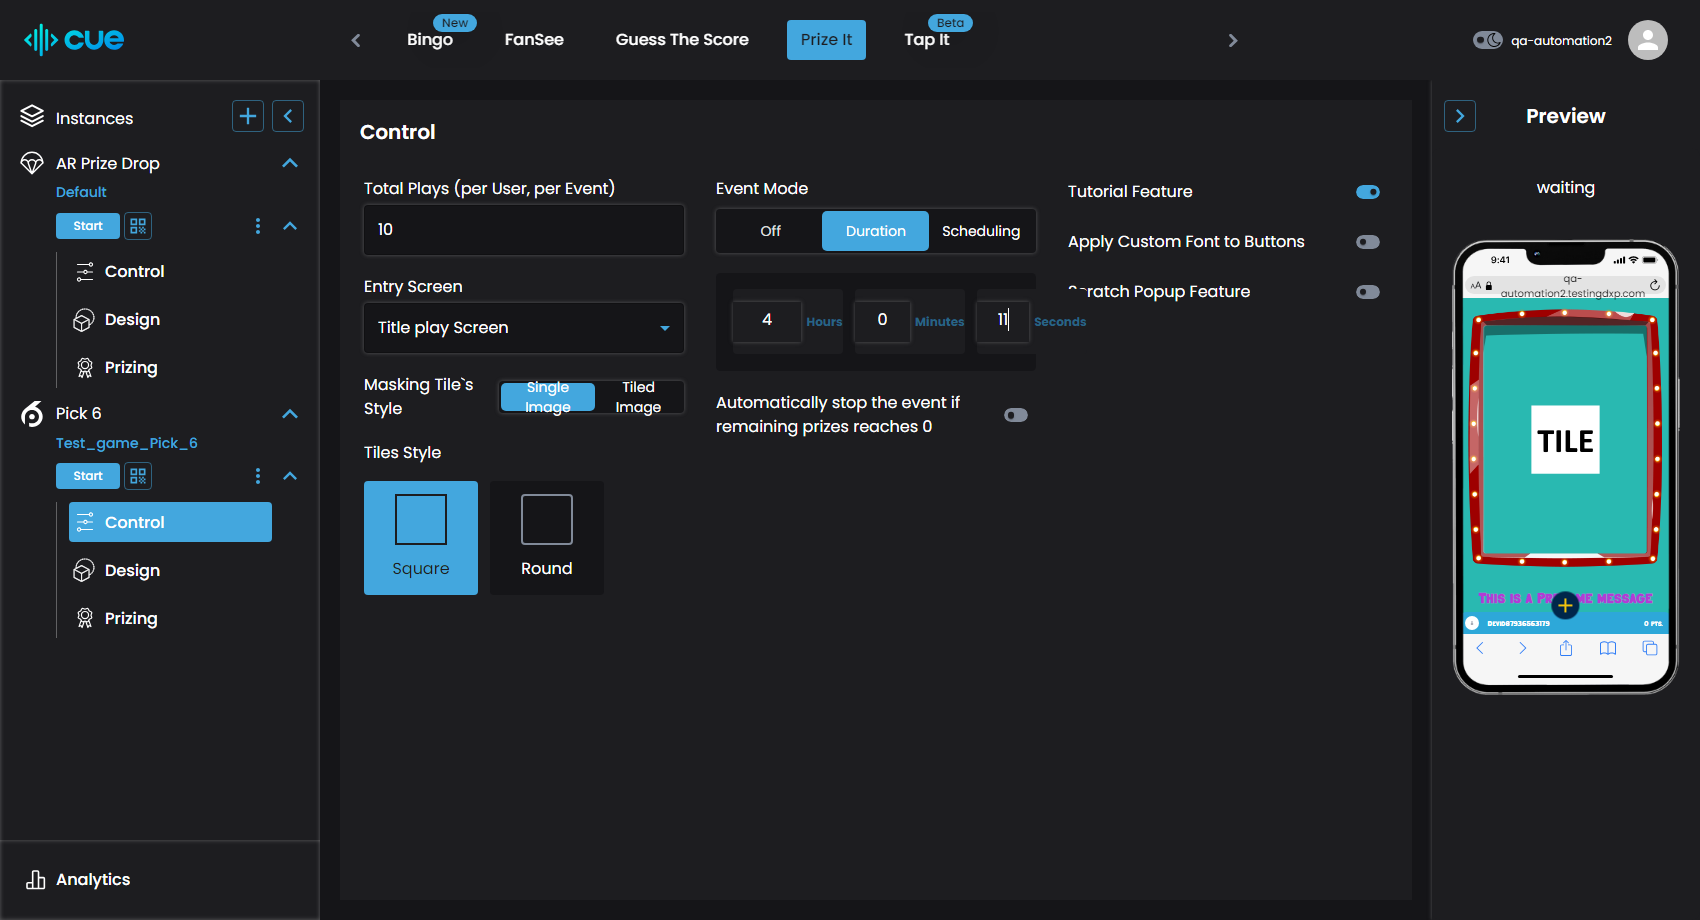 cue
Bingo
New
FanSee
Guess The Score
Prize It
Tap It
Beta
qa-automation2
Instances
AR Prize Drop
Default
Start
Control
Design
Prizing
Pick 6
Test_game_Pick_6
Start
Control
Design
Prizing
Analytics
Control
Total Plays (per User, per Event)
10
Entry Screen
Title play Screen
Masking Tile`s
Style
Single
Image
Tiled
Image
Tiles Style
Square
Round
Event Mode
Off
Duration
Scheduling
4 Hours 0 Minutes 11 Seconds
Automatically stop the event if
remaining prizes reaches 0
Tutorial Feature
Apply Custom Font to Buttons
Scratch Popup Feature
Preview
waiting
9:41
AA
qa-
automation2.testingdxp.com
TILE
This is a Pr me message
DEVID87936563179
0 PTS.